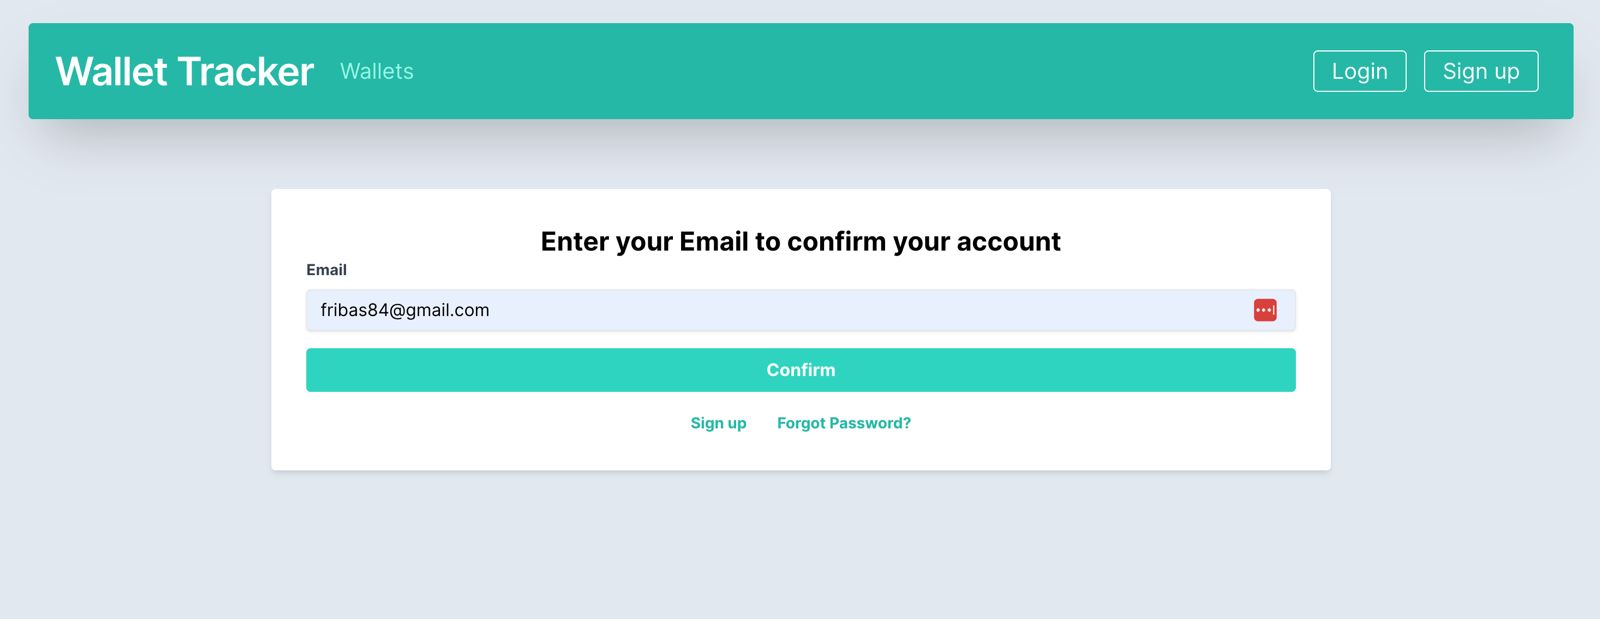 Wallet Tracker Wallets Login Sign up
Enter your Email to confirm your account
Email
fribas84@gmail.com
Confirm
Sign up Forgot Password?